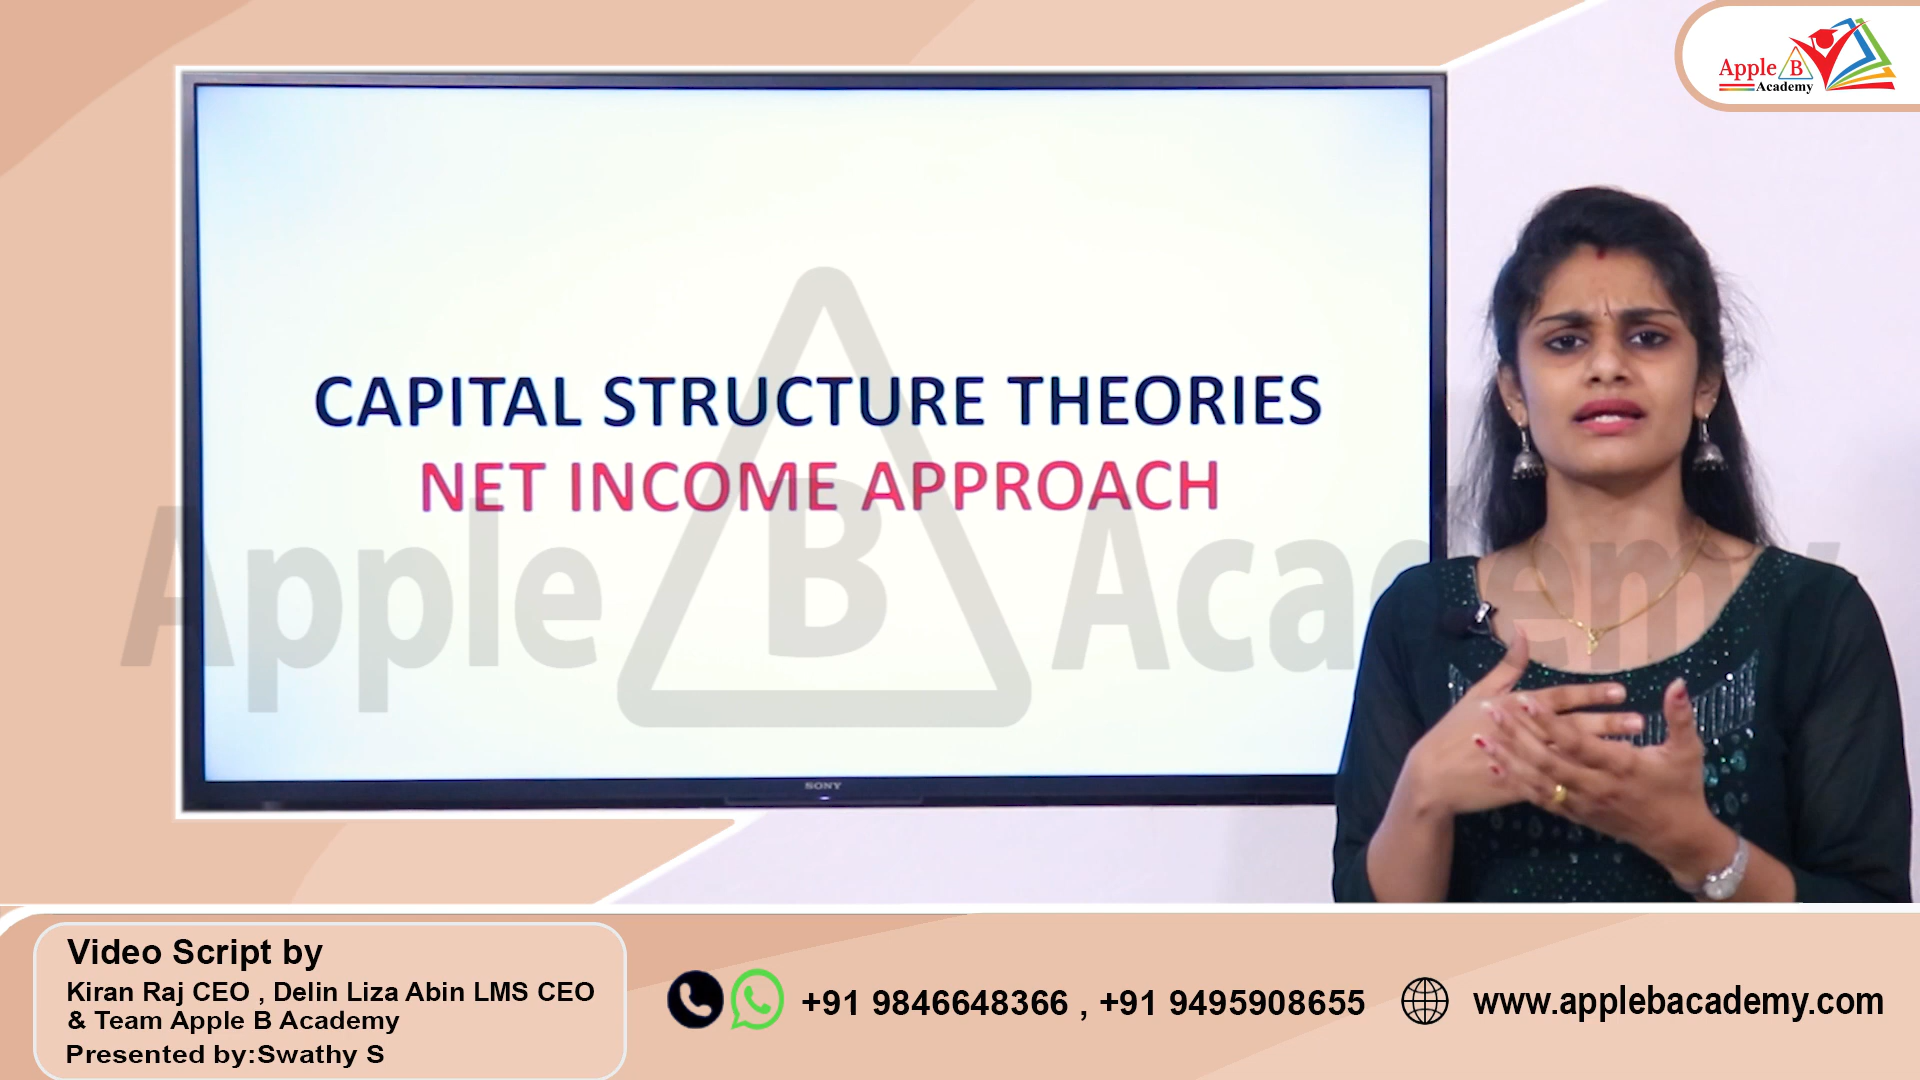 Apple B
Academy
CAPITAL STRUCTURE THEORIES
NET INCOME APPROACH
Apple B Academy
SONY
Video Script by
Kiran Raj CEO , Delin Liza Abin LMS CEO
& Team Apple B Academy
Presented by:Swathy S
+91 9846648366 , +91 9495908655
www.applebacademy.com